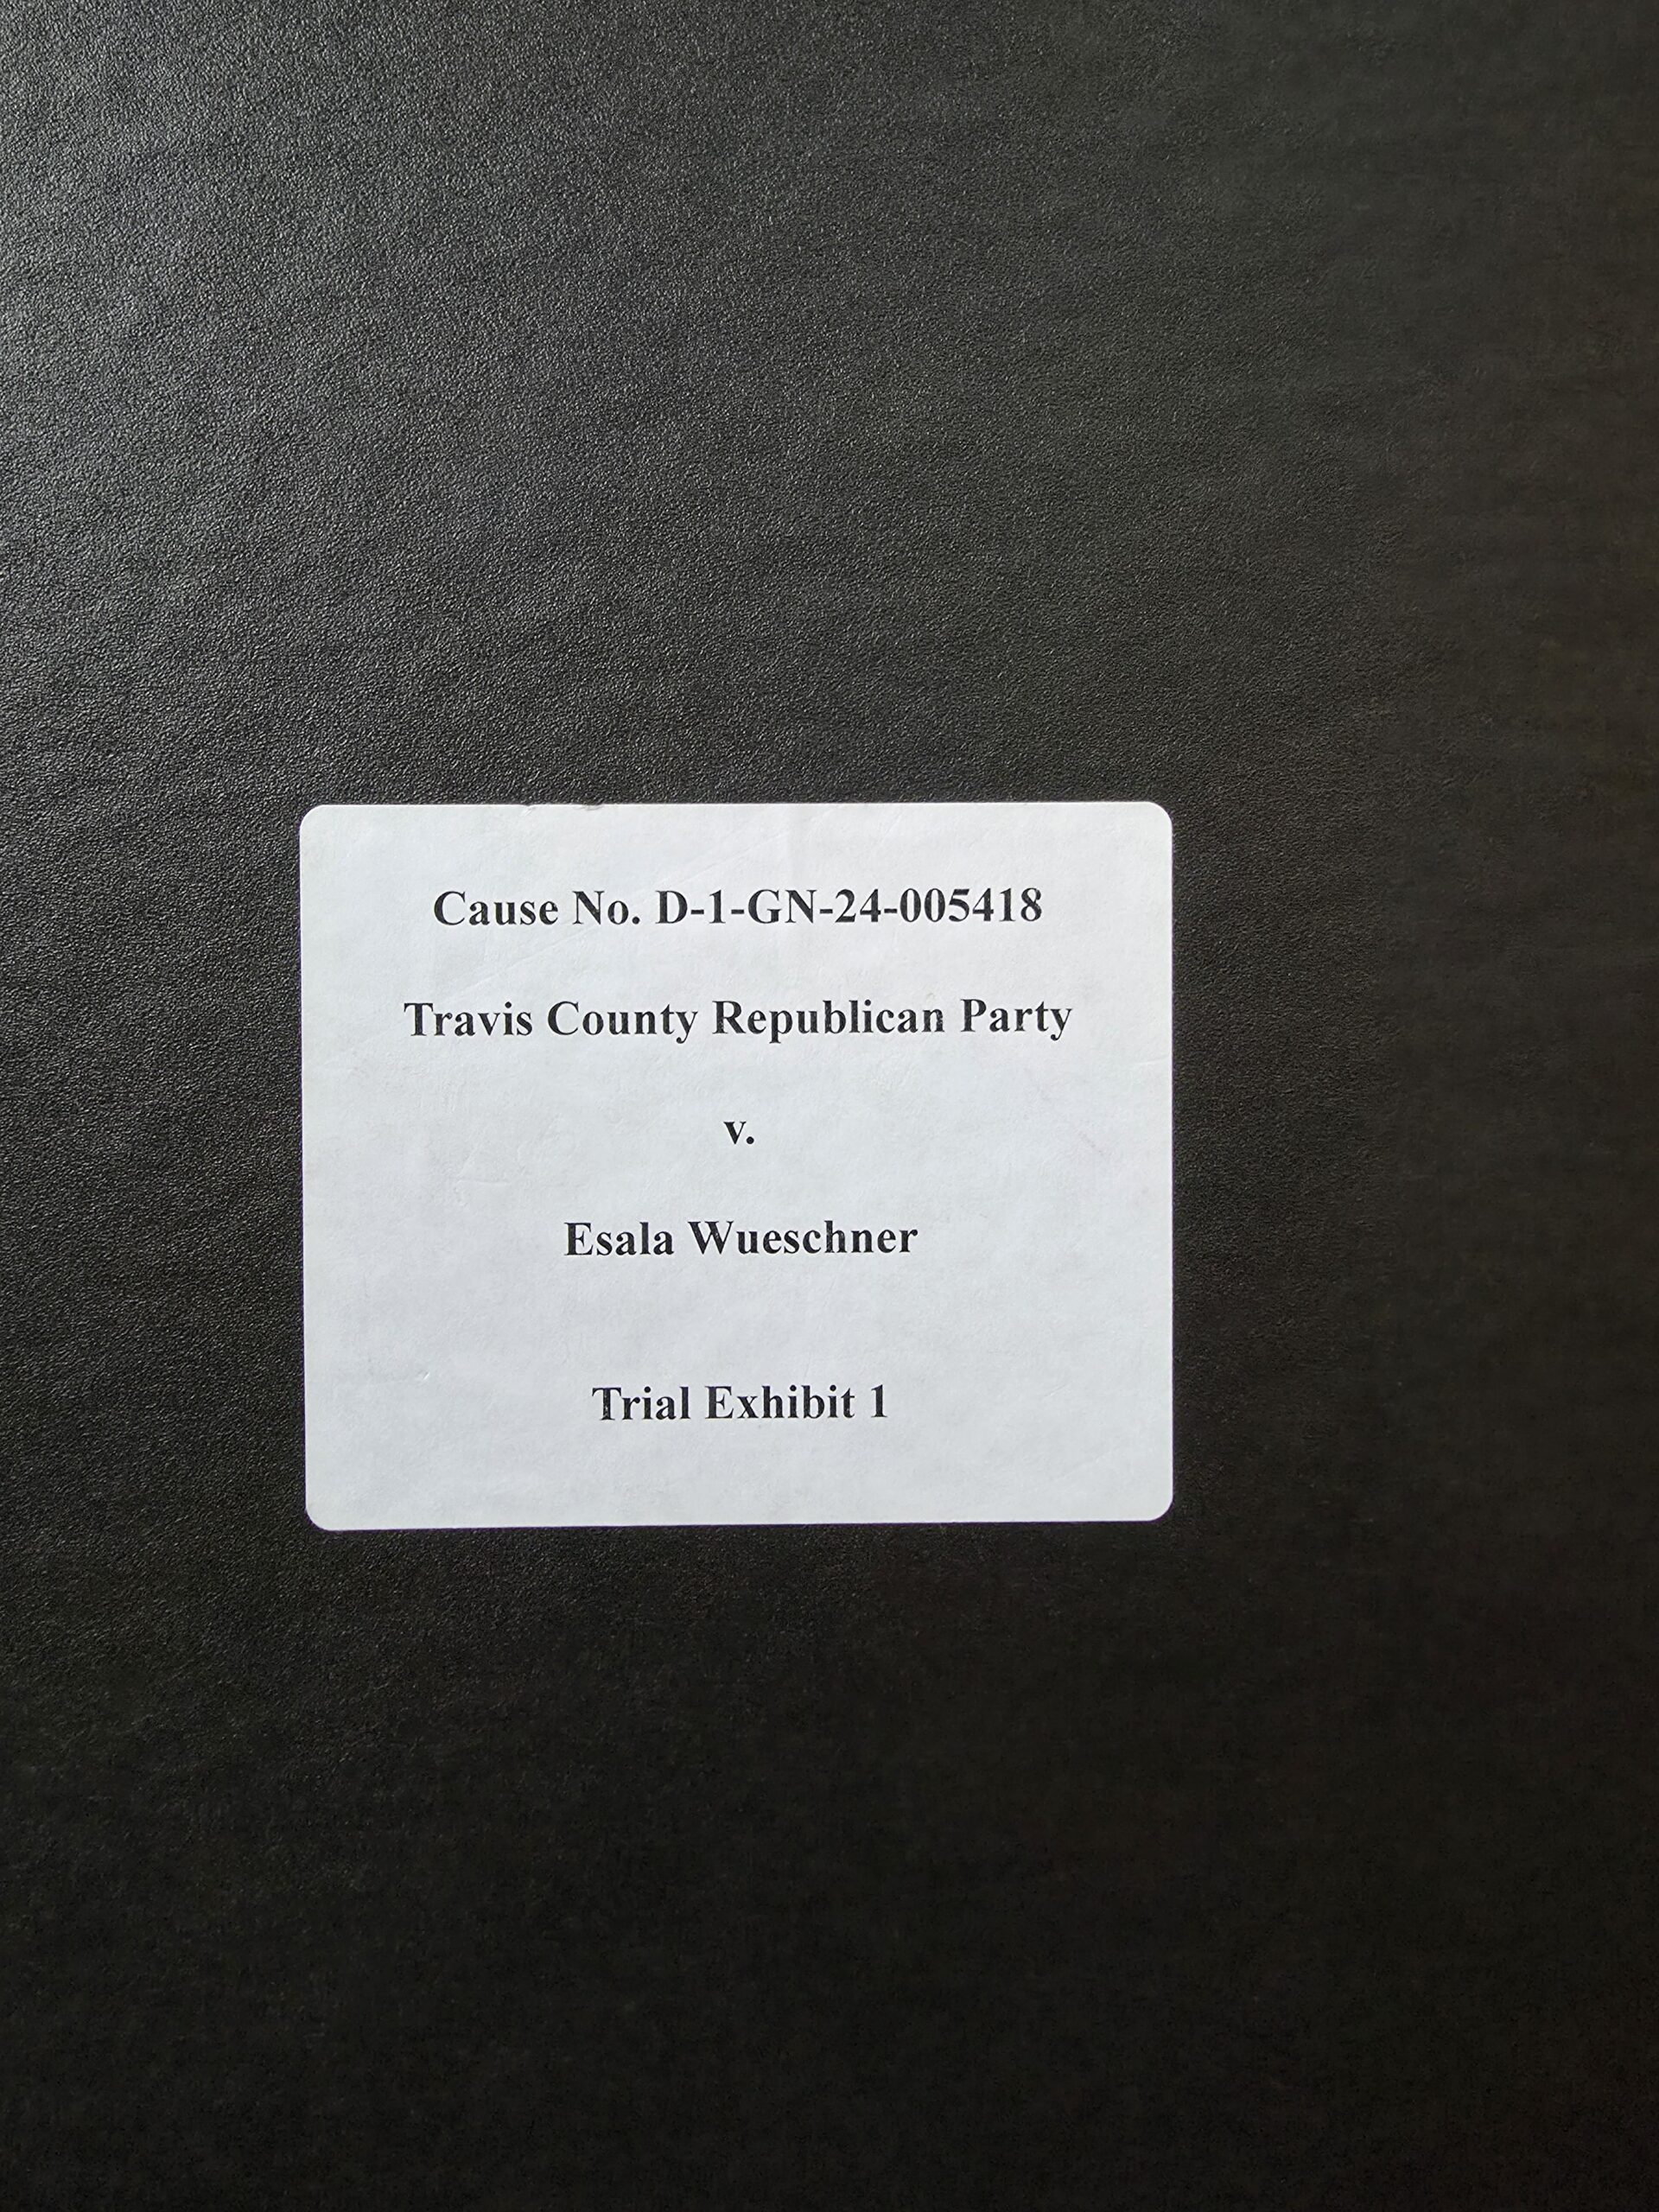 Cause No. D-1-GN-24-005418
Travis County Republican Party
v.
Esala Wueschner
Trial Exhibit 1